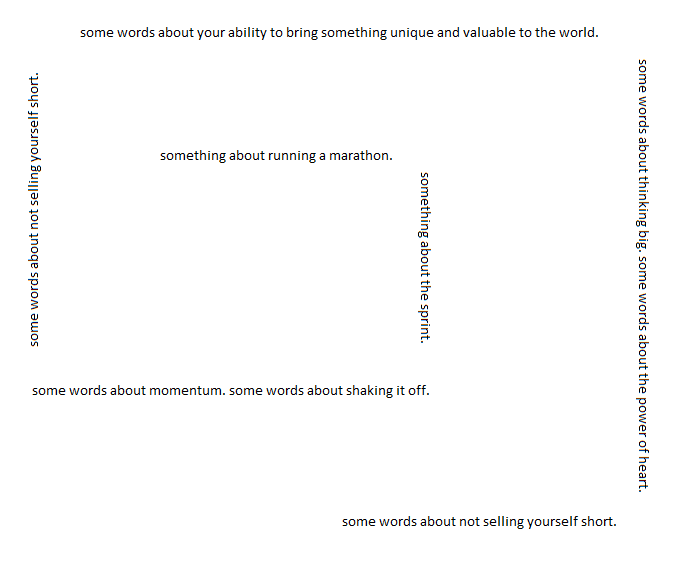 some words about your ability to bring something unique and valuable to the world.
some words about thinking big. some words about the power of heart.
some words about not selling yourself short.
some words about momentum. some words about shaking it off.
some words about not selling yourself short.
something about running a marathon.
something about the sprint.